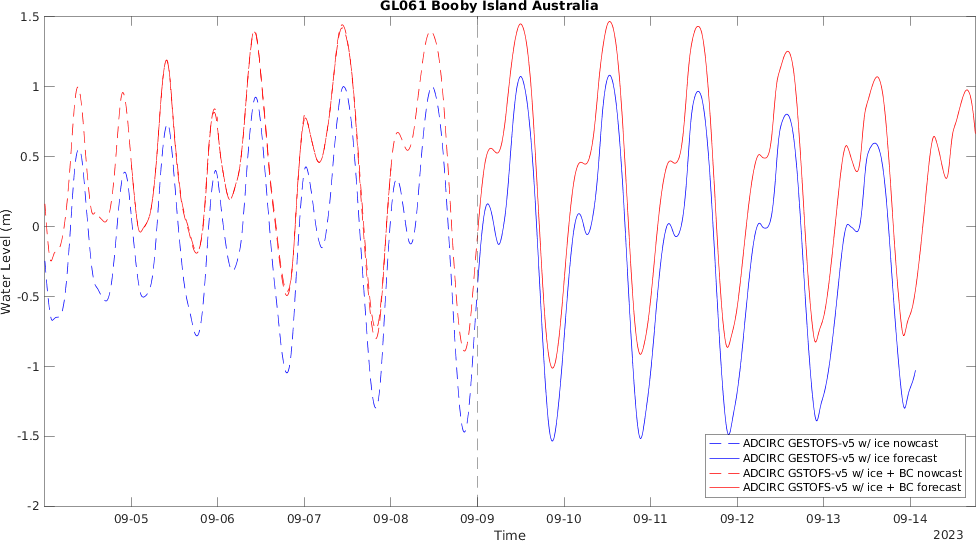 GL061 Booby Island Australia
Water Level (m)
1.5
1
0.5
0
-0.5
-1
-1.5
-2
ADCIRC GESTOFS-v5 w/ ice nowcast
ADCIRC GESTOFS-v5 w/ ice forecast
ADCIRC GSTOFS-v5 w/ ice + BC nowcast
ADCIRC GSTOFS-v5 w/ ice + BC forecast
09-05 09-06 09-07 09-08 09-09 09-10 09-11 09-12 09-13 09-14
Time
2023